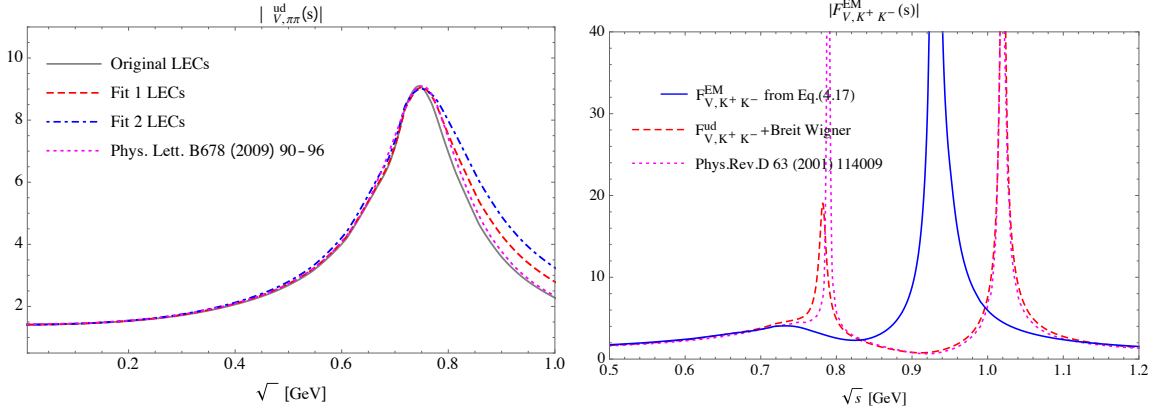 | ud V,ππ(s)|
10
8
6
4
2
Original LECs
Fit 1 LECs
Fit 2 LECs
Phys. Lett. B678 (2009) 90–96
0.2 0.4 0.6 0.8 1.0
√ [GeV]
|F^EM_V,K⁺ K⁻(s)|
40
30
20
10
0
F^EM_V,K⁺ K⁻ from Eq.(4.17)
F^ud_V,K⁺ K⁻ +Breit Wigner
Phys.Rev.D 63 (2001) 114009
0.5 0.6 0.7 0.8 0.9 1.0 1.1 1.2
√s [GeV]